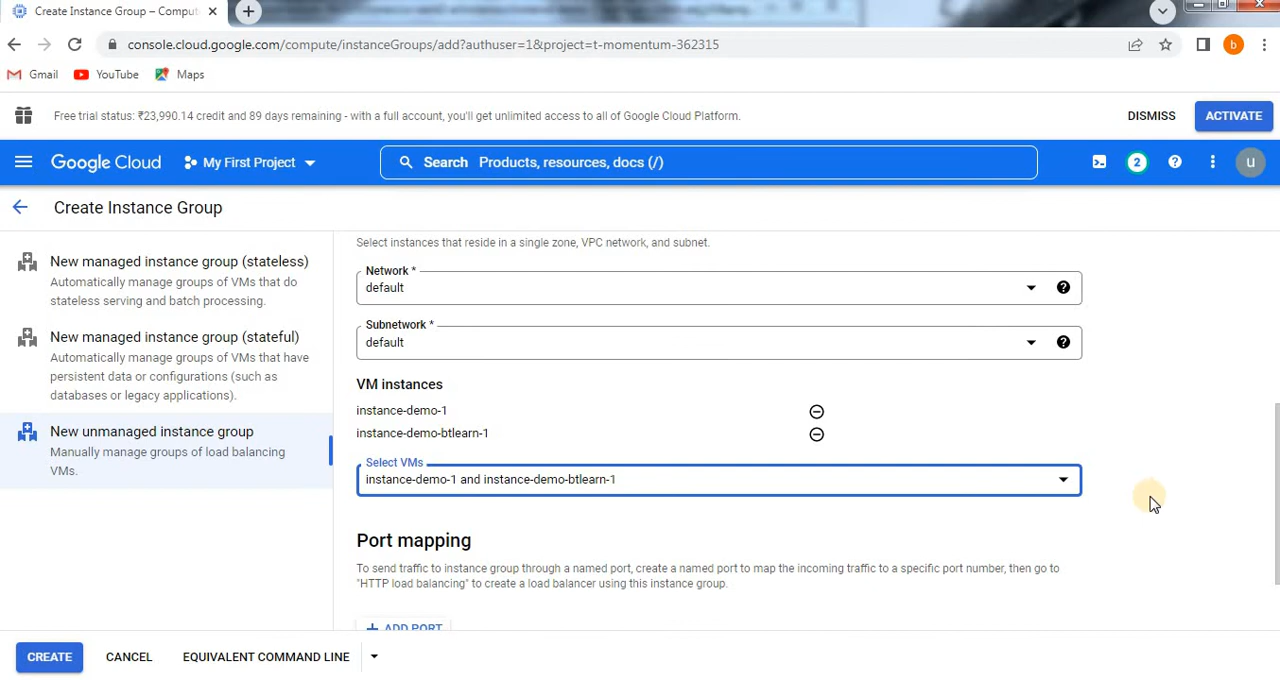 Create Instance Group – Comput
console.cloud.google.com/compute/instanceGroups/add?authuser=1&project=t-momentum-362315
b
Gmail YouTube Maps
Free trial status: ₹23,990.14 credit and 89 days remaining - with a full account, you'll get unlimited access to all of Google Cloud Platform.
DISMISS
ACTIVATE
Google Cloud
My First Project
Search Products, resources, docs (/)
2
u
Create Instance Group
New managed instance group (stateless)
Automatically manage groups of VMs that do
stateless serving and batch processing.
New managed instance group (stateful)
Automatically manage groups of VMs that have
persistent data or configurations (such as
databases or legacy applications).
New unmanaged instance group
Manually manage groups of load balancing
VMs.
Select instances that reside in a single zone, VPC network, and subnet.
Network *
default
Subnetwork *
default
VM instances
instance-demo-1
instance-demo-btlearn-1
Select VMs
instance-demo-1 and instance-demo-btlearn-1
Port mapping
To send traffic to instance group through a named port, create a named port to map the incoming traffic to a specific port number, then go to
"HTTP load balancing" to create a load balancer using this instance group.
+ ADD PORT
CREATE
CANCEL
EQUIVALENT COMMAND LINE